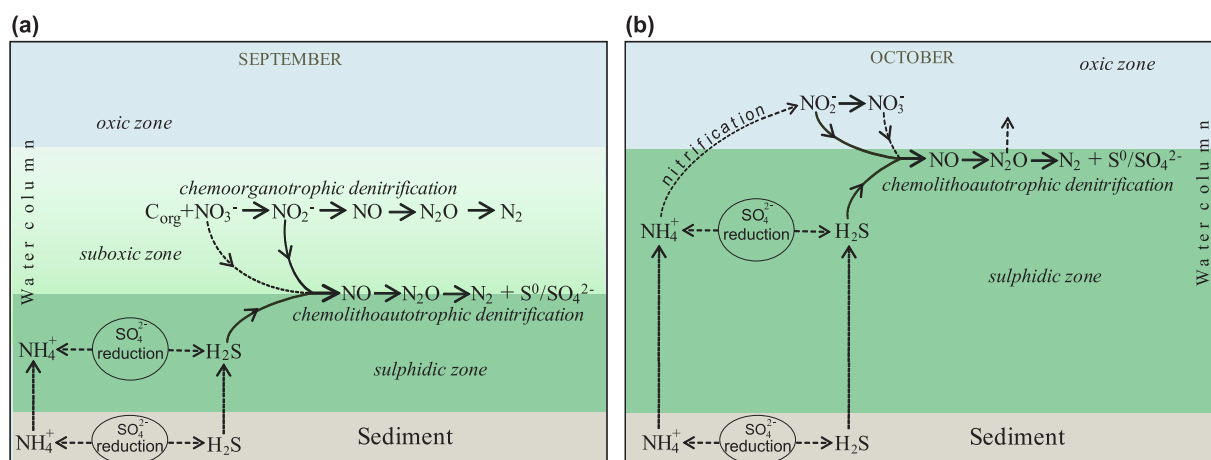 (a)
SEPTEMBER
oxic zone
Water column
chemoorganotrophic denitrification
C_org+NO₃⁻ → NO₂⁻ → NO → N₂O → N₂
suboxic zone
NO → N₂O → N₂ + S⁰/SO₄²⁻
chemolithoautotrophic denitrification
NH₄⁺
SO₄²⁻
reduction
H₂S
sulphidic zone
NH₄⁺
SO₄²⁻
reduction
H₂S
Sediment
(b)
OCTOBER
oxic zone
Water column
nitrification
NO₂⁻ → NO₃⁻
NO → N₂O → N₂ + S⁰/SO₄²⁻
chemolithoautotrophic denitrification
NH₄⁺
SO₄²⁻
reduction
H₂S
sulphidic zone
NH₄⁺
SO₄²⁻
reduction
H₂S
Sediment